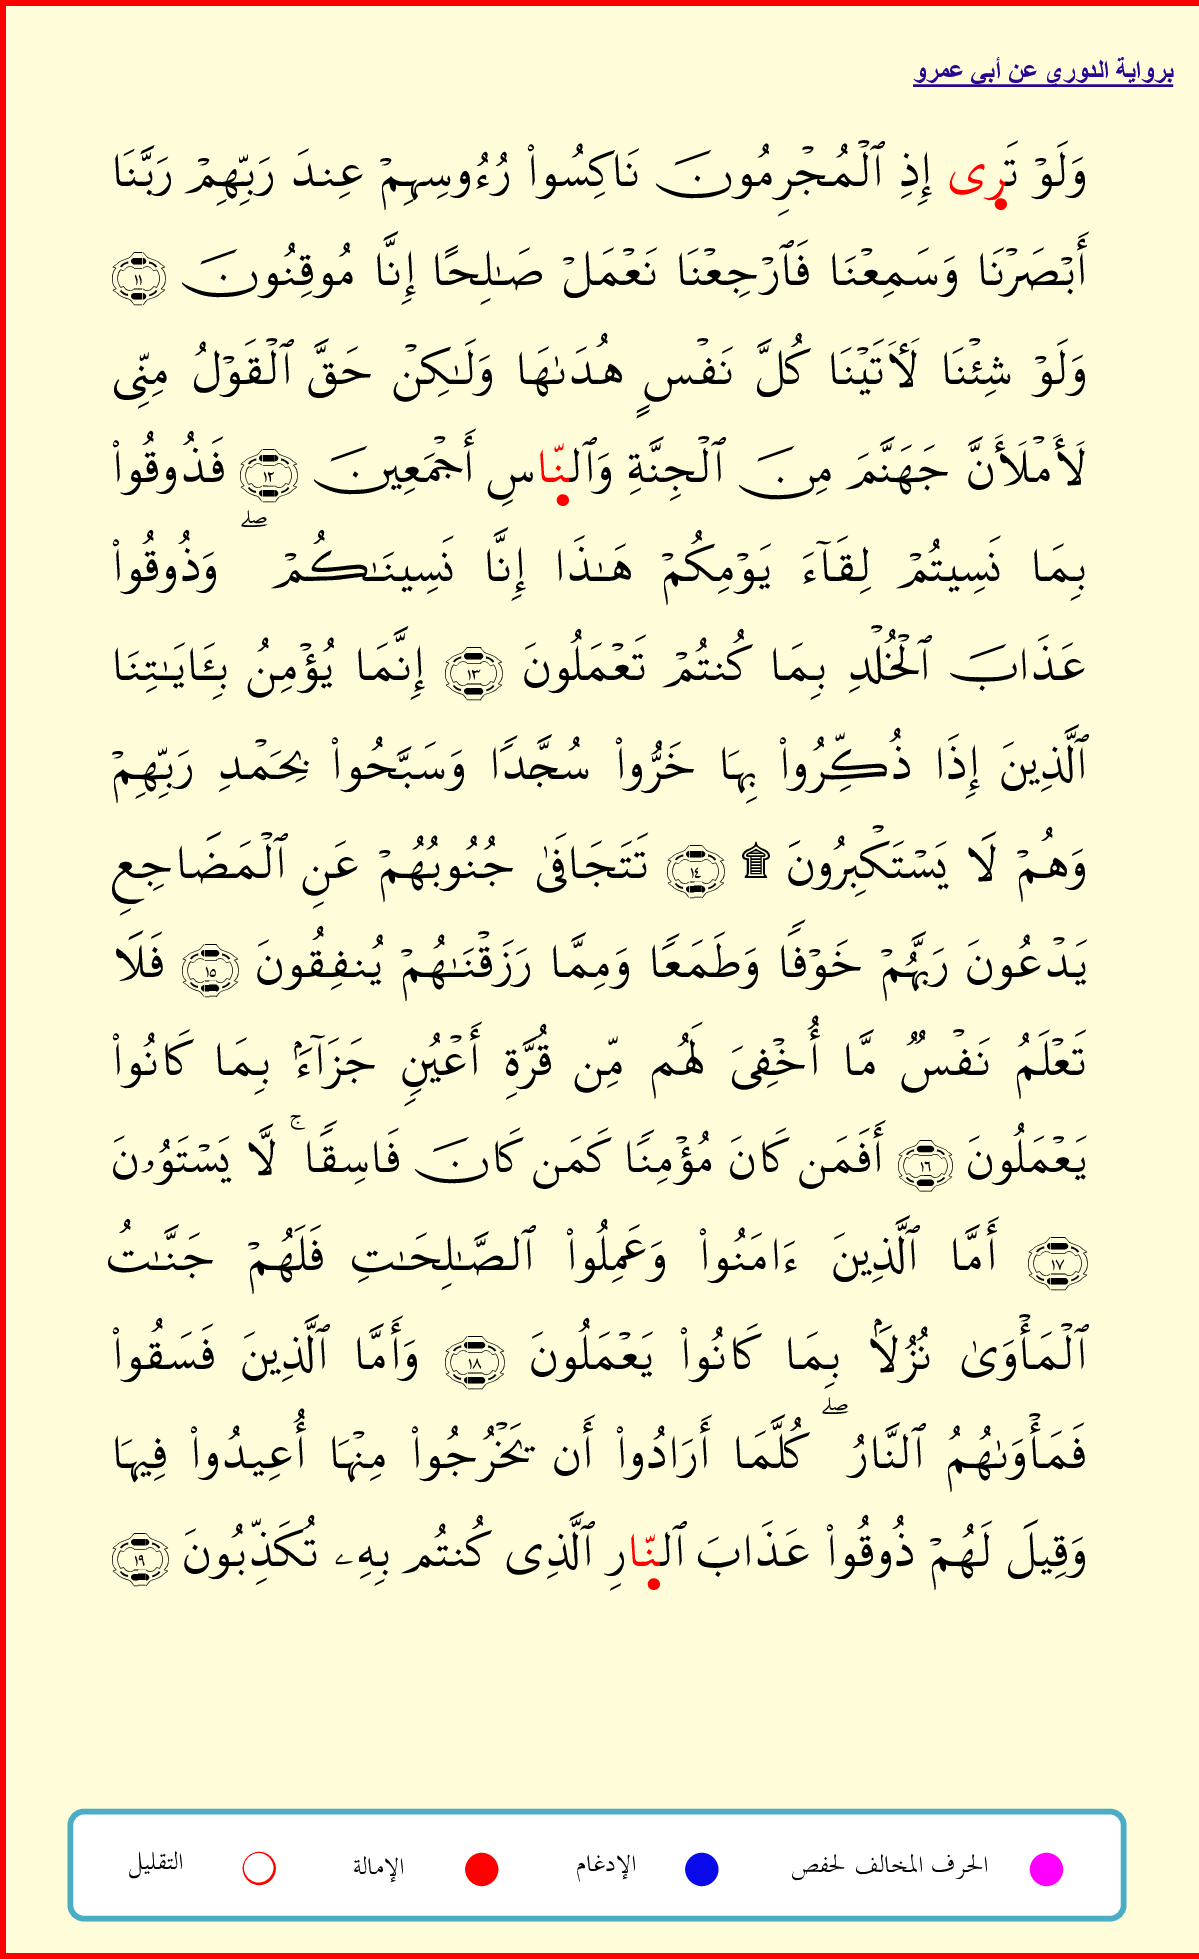 برواية الدوري عن أبي عمرو
وَلَوۡ تَرِى إِذِ ٱلۡمُجۡرِمُونَ نَاكِسُواْ رُءُوسِهِمۡ عِندَ رَبِّهِمۡ رَبَّنَا
أَبۡصَرۡنَا وَسَمِعۡنَا فَٱرۡجِعۡنَا نَعۡمَلۡ صَٰلِحًا إِنَّا مُوقِنُونَ ١١
وَلَوۡ شِئۡنَا لَأٓتَيۡنَا كُلَّ نَفۡسٍ هُدَىٰهَا وَلَٰكِنۡ حَقَّ ٱلۡقَوۡلُ مِنِّى
لَأَمۡلَأَنَّ جَهَنَّمَ مِنَ ٱلۡجِنَّةِ وَٱلنّاسِ أَجۡمَعِينَ ١٢ فَذُوقُواْ
بِمَا نَسِيتُمۡ لِقَآءَ يَوۡمِكُمۡ هَٰذَا إِنَّا نَسِينَٰكُمۡۖ وَذُوقُواْ
عَذَابَ ٱلۡخُلۡدِ بِمَا كُنتُمۡ تَعۡمَلُونَ ١٣ إِنَّمَا يُؤۡمِنُ بِـَٔايَٰتِنَا
ٱلَّذِينَ إِذَا ذُكِّرُواْ بِهَا خَرُّواْ سُجَّدًا وَسَبَّحُواْ بِحَمۡدِ رَبِّهِمۡ
وَهُمۡ لَا يَسۡتَكۡبِرُونَ ۩ ١٤ تَتَجَافَىٰ جُنُوبُهُمۡ عَنِ ٱلۡمَضَاجِعِ
يَدۡعُونَ رَبَّهُمۡ خَوۡفًا وَطَمَعًا وَمِمَّا رَزَقۡنَٰهُمۡ يُنفِقُونَ ١٥ فَلَا
تَعۡلَمُ نَفۡسٌ مَّا أُخۡفِىَ لَهُم مِّن قُرَّةِ أَعۡيُنٍ جَزَآءَۢ بِمَا كَانُواْ
يَعۡمَلُونَ ١٦ أَفَمَن كَانَ مُؤۡمِنًا كَمَن كَانَ فَاسِقًاۚ لَّا يَسۡتَوُۥنَ
١٧ أَمَّا ٱلَّذِينَ ءَامَنُواْ وَعَمِلُواْ ٱلصَّٰلِحَٰتِ فَلَهُمۡ جَنَّٰتُ
ٱلۡمَأۡوَىٰ نُزُلَۢا بِمَا كَانُواْ يَعۡمَلُونَ ١٨ وَأَمَّا ٱلَّذِينَ فَسَقُواْ
فَمَأۡوَىٰهُمُ ٱلنَّارُۖ كُلَّمَا أَرَادُواْ أَن يَخۡرُجُواْ مِنۡهَا أُعِيدُواْ فِيهَا
وَقِيلَ لَهُمۡ ذُوقُواْ عَذَابَ ٱلنّارِ ٱلَّذِى كُنتُم بِهِۦ تُكَذِّبُونَ ١٩
الحرف المخالف لحفص الإدغام الإمالة التقليل